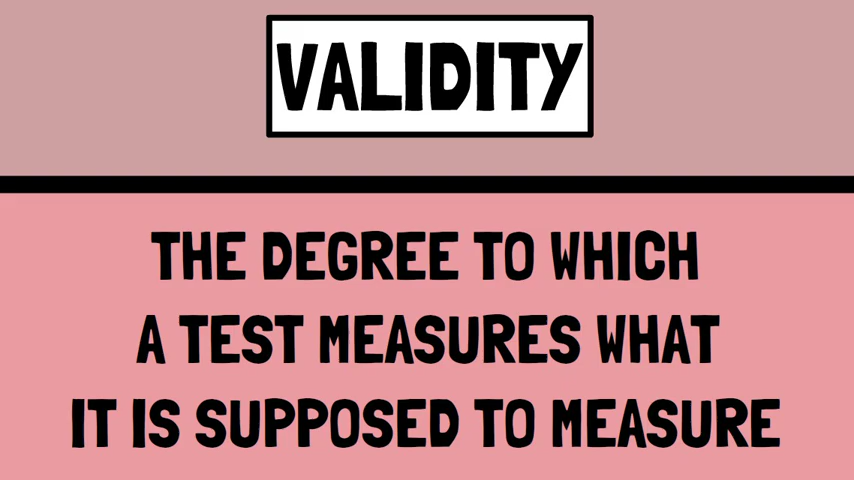 VALIDITY
THE DEGREE TO WHICH
A TEST MEASURES WHAT
IT IS SUPPOSED TO MEASURE